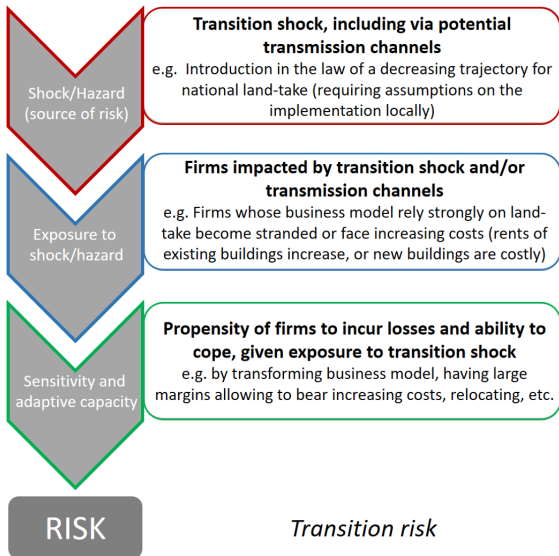 Shock/Hazard
(source of risk)
Transition shock, including via potential
transmission channels
e.g. Introduction in the law of a decreasing trajectory for
national land-take (requiring assumptions on the
implementation locally)
Exposure to
shock/hazard
Firms impacted by transition shock and/or
transmission channels
e.g. Firms whose business model rely strongly on land-
take become stranded or face increasing costs (rents of
existing buildings increase, or new buildings are costly)
Sensitivity and
adaptive capacity
Propensity of firms to incur losses and ability to
cope, given exposure to transition shock
e.g. by transforming business model, having large
margins allowing to bear increasing costs, relocating, etc.
RISK
Transition risk